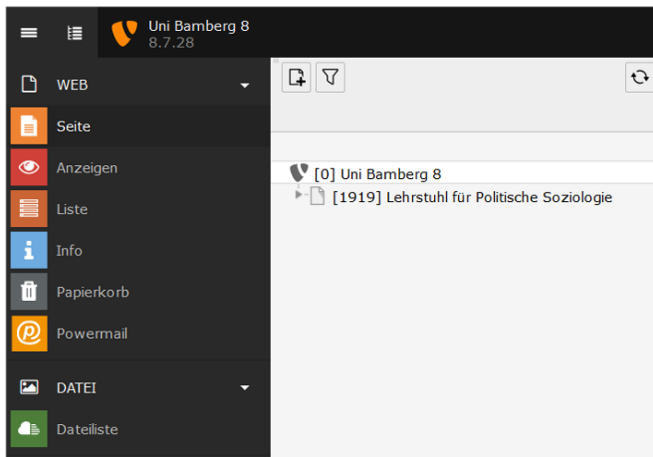 Uni Bamberg 8
8.7.28
WEB
Seite
Anzeigen
Liste
Info
Papierkorb
Powermail
DATEI
Dateiliste
[0] Uni Bamberg 8
[1919] Lehrstuhl für Politische Soziologie